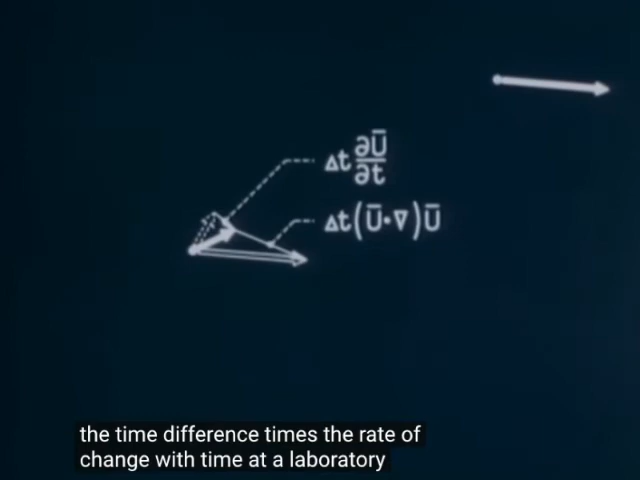 Δt ∂Ū/∂t
Δt(Ū·∇)Ū
the time difference times the rate of
change with time at a laboratory